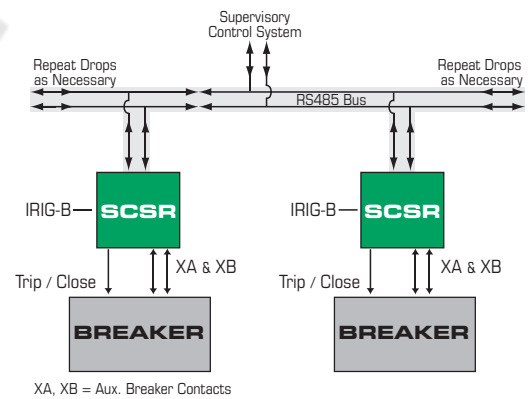 Supervisory
Control System
Repeat Drops
as Necessary
Repeat Drops
as Necessary
RS485 Bus
IRIG-B
SCSR
IRIG-B
SCSR
Trip / Close
XA & XB
Trip / Close
XA & XB
BREAKER
BREAKER
XA, XB = Aux. Breaker Contacts